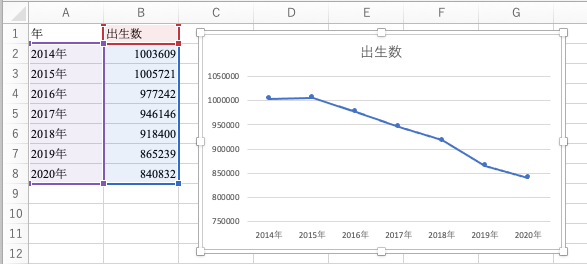 A B C D E F G
1 年 出生数
2 2014年 1003609
3 2015年 1005721
4 2016年 977242
5 2017年 946146
6 2018年 918400
7 2019年 865239
8 2020年 840832
9
10
11
12
出生数
1050000
1000000
950000
900000
850000
800000
750000
2014年 2015年 2016年 2017年 2018年 2019年 2020年